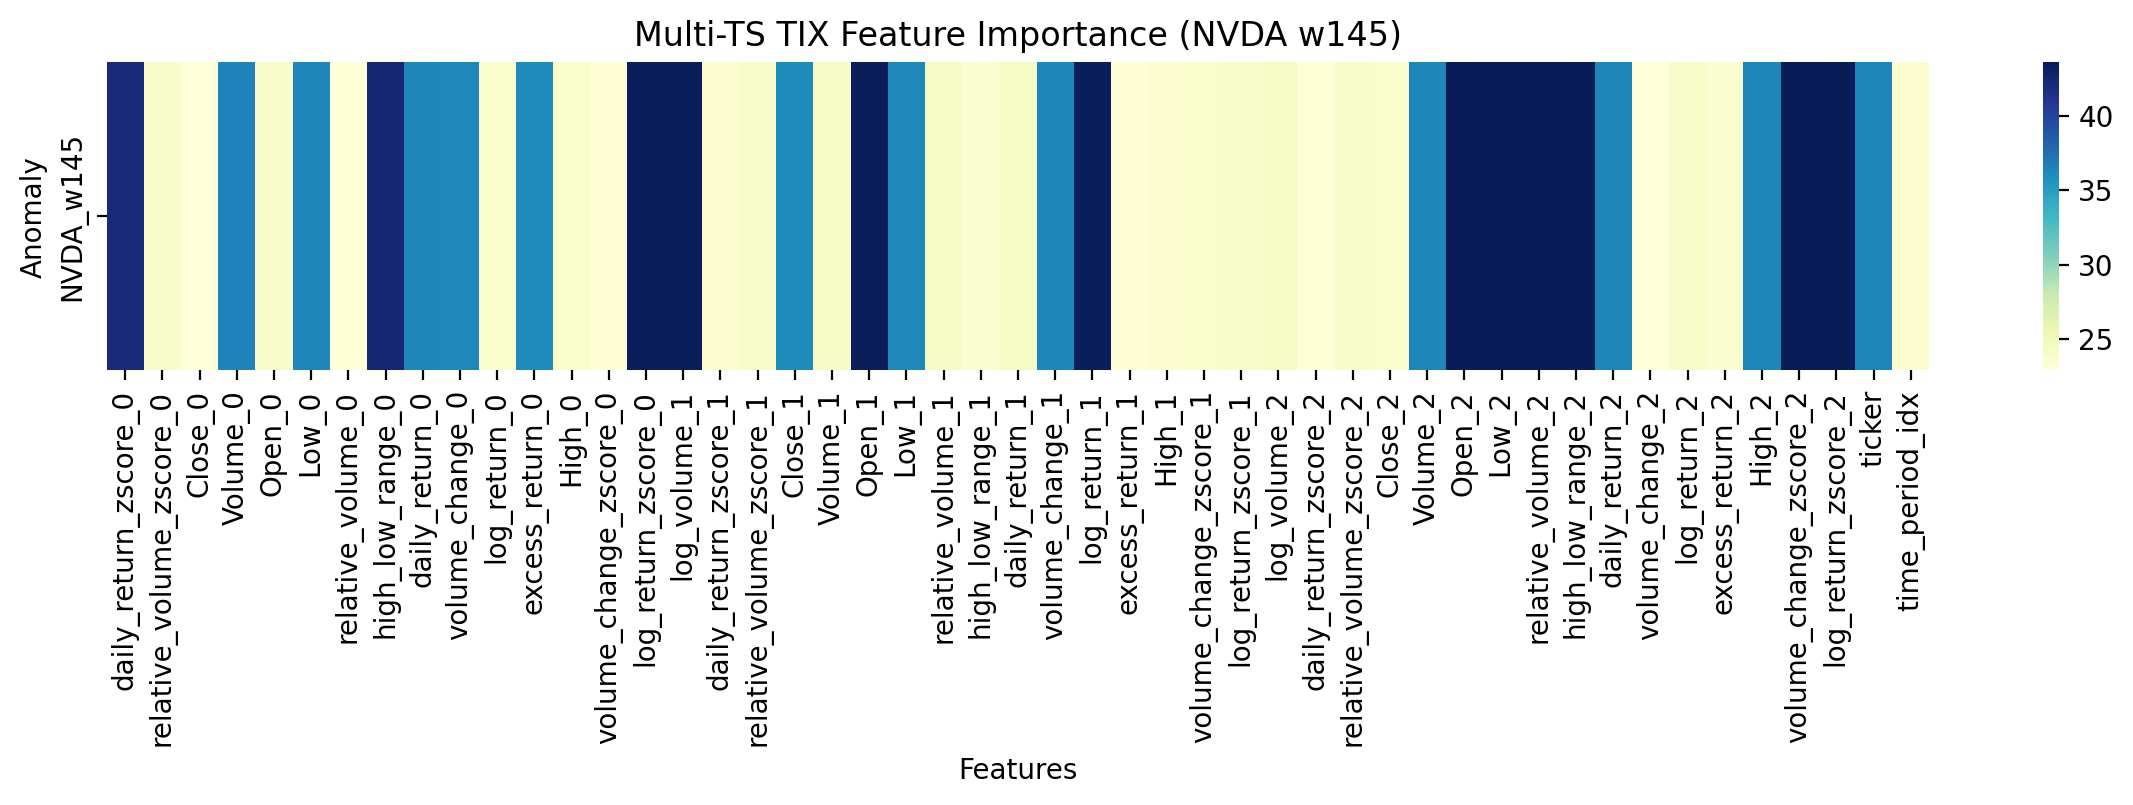 Multi-TS TIX Feature Importance (NVDA w145)
Anomaly
NVDA_w145
40
35
30
25
daily_return_zscore_0
relative_volume_zscore_0
Close_0
Volume_0
Open_0
Low_0
relative_volume_0
high_low_range_0
daily_return_0
volume_change_0
log_return_0
excess_return_0
High_0
volume_change_zscore_0
log_return_zscore_0
log_volume_1
daily_return_zscore_1
relative_volume_zscore_1
Close_1
Volume_1
Open_1
Low_1
relative_volume_1
high_low_range_1
daily_return_1
volume_change_1
log_return_1
excess_return_1
High_1
volume_change_zscore_1
log_return_zscore_1
log_volume_2
daily_return_zscore_2
relative_volume_zscore_2
Close_2
Volume_2
Open_2
Low_2
relative_volume_2
high_low_range_2
daily_return_2
volume_change_2
log_return_2
excess_return_2
High_2
volume_change_zscore_2
log_return_zscore_2
ticker
time_period_idx
Features